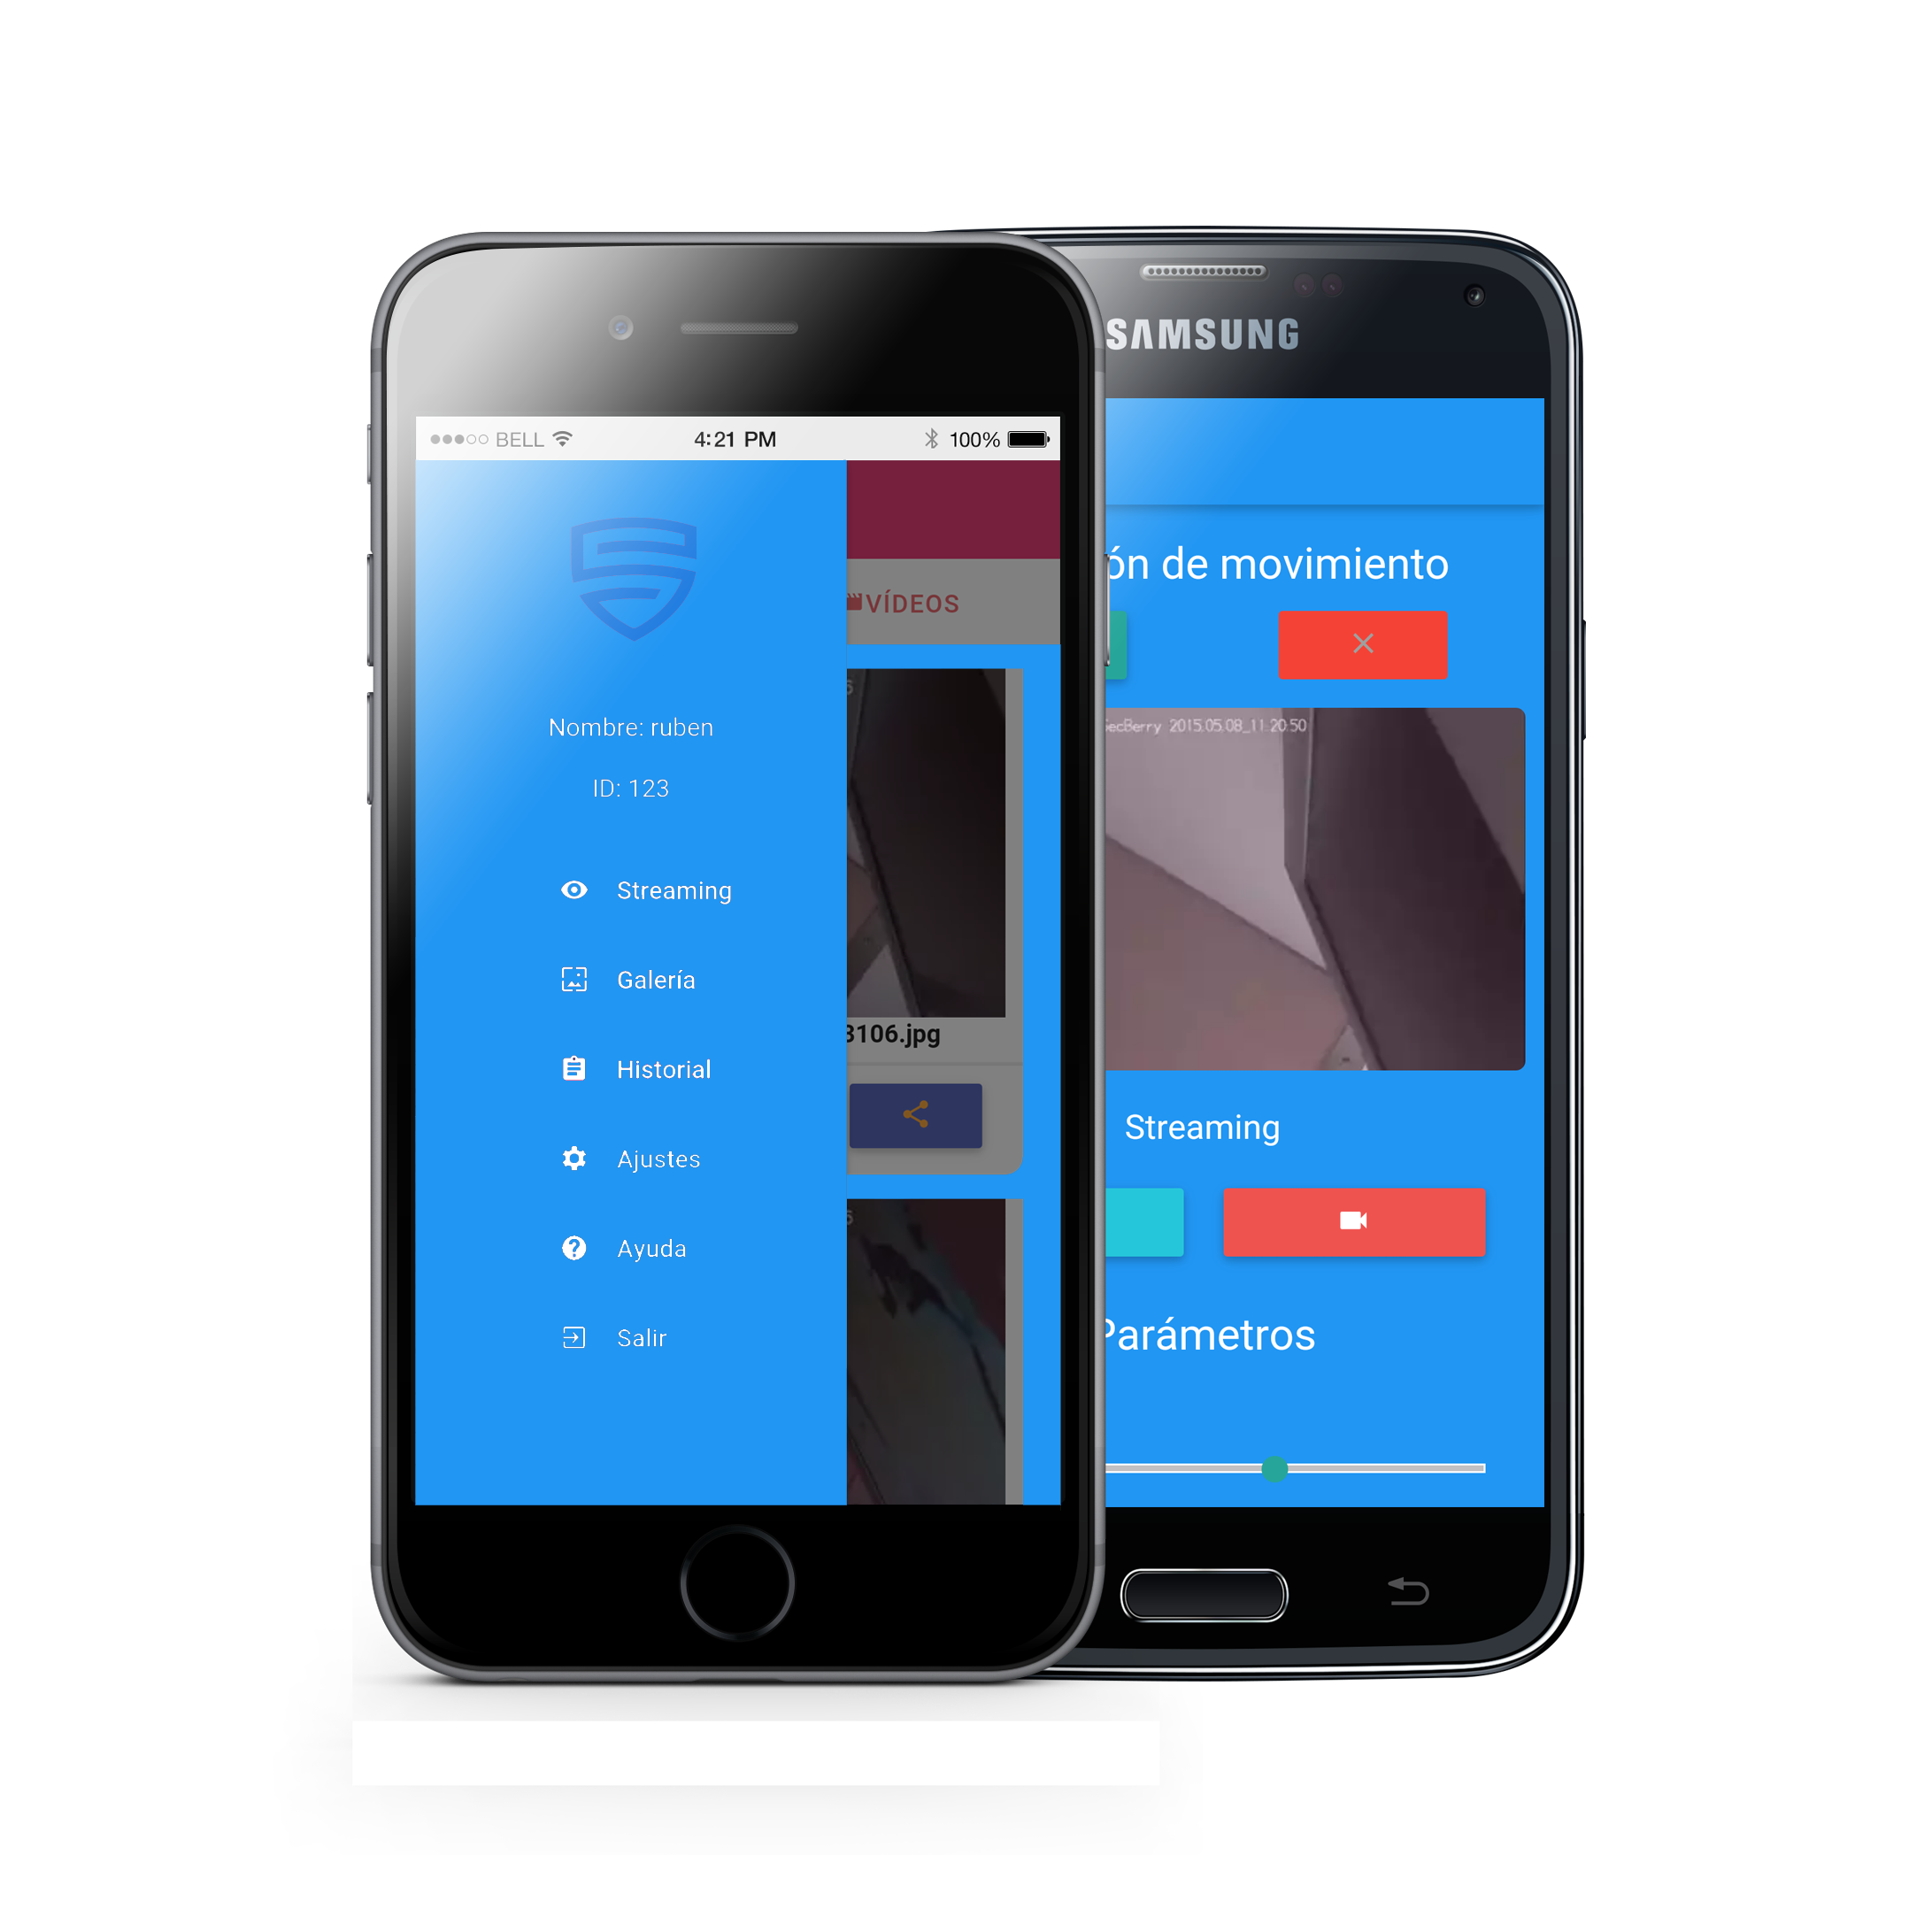 BELL 4:21 PM 100%
Nombre: ruben
ID: 123
Streaming
Galería
Historial
Ajustes
Ayuda
Salir
VÍDEOS
3106.jpg
SAMSUNG
ón de movimiento
SecBerry 2015.05.08_11:20:50
Streaming
Parámetros